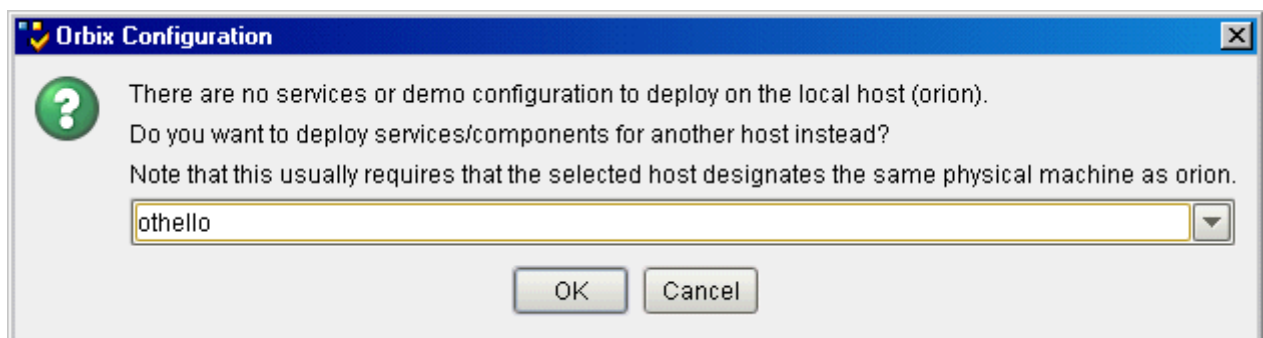 Orbix Configuration
There are no services or demo configuration to deploy on the local host (orion).
Do you want to deploy services/components for another host instead?
Note that this usually requires that the selected host designates the same physical machine as orion.
othello
OK Cancel